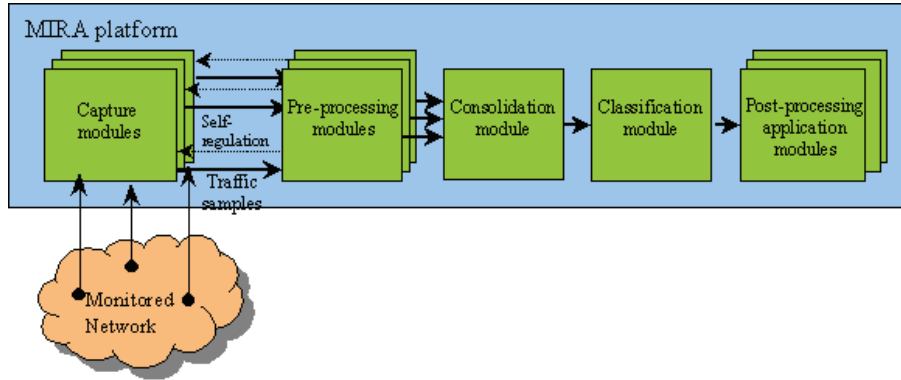 MIRA platform
Capture
modules
Self-
regulation
Traffic
samples
Pre-processing
modules
Consolidation
module
Classification
module
Post-processing
application
modules
Monitored
Network